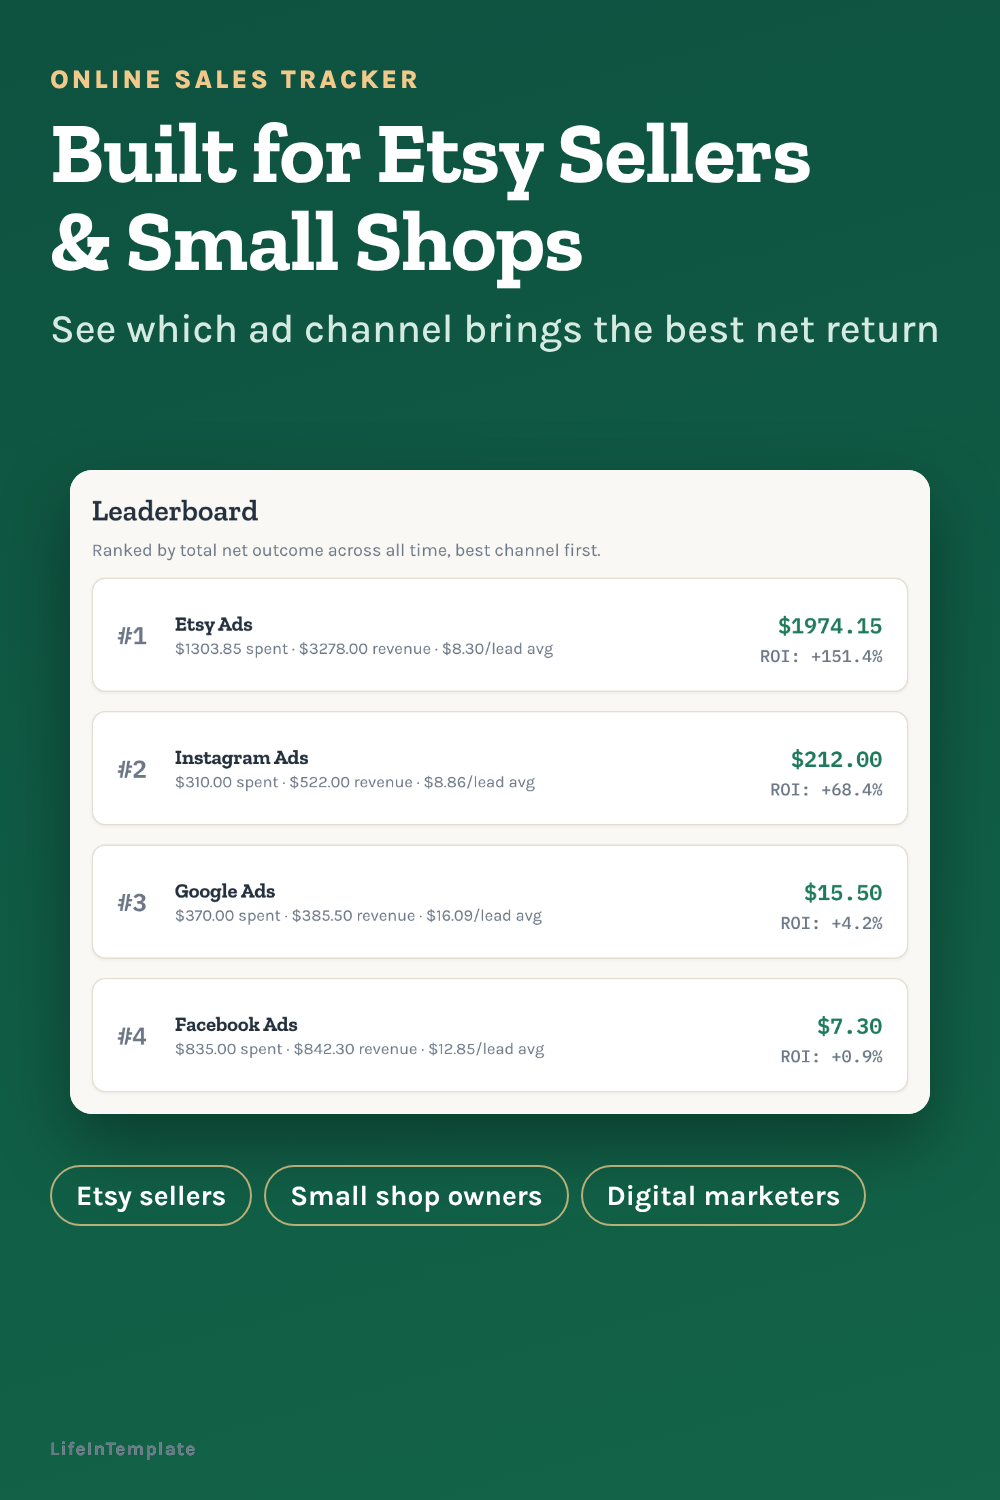 ONLINE SALES TRACKER
Built for Etsy Sellers
& Small Shops
See which ad channel brings the best net return
Leaderboard
Ranked by total net outcome across all time, best channel first.
#1
Etsy Ads
$1303.85 spent · $3278.00 revenue · $8.30/lead avg
$1974.15
ROI: +151.4%
#2
Instagram Ads
$310.00 spent · $522.00 revenue · $8.86/lead avg
$212.00
ROI: +68.4%
#3
Google Ads
$370.00 spent · $385.50 revenue · $16.09/lead avg
$15.50
ROI: +4.2%
#4
Facebook Ads
$835.00 spent · $842.30 revenue · $12.85/lead avg
$7.30
ROI: +0.9%
Etsy sellers
Small shop owners
Digital marketers
LifeInTemplate